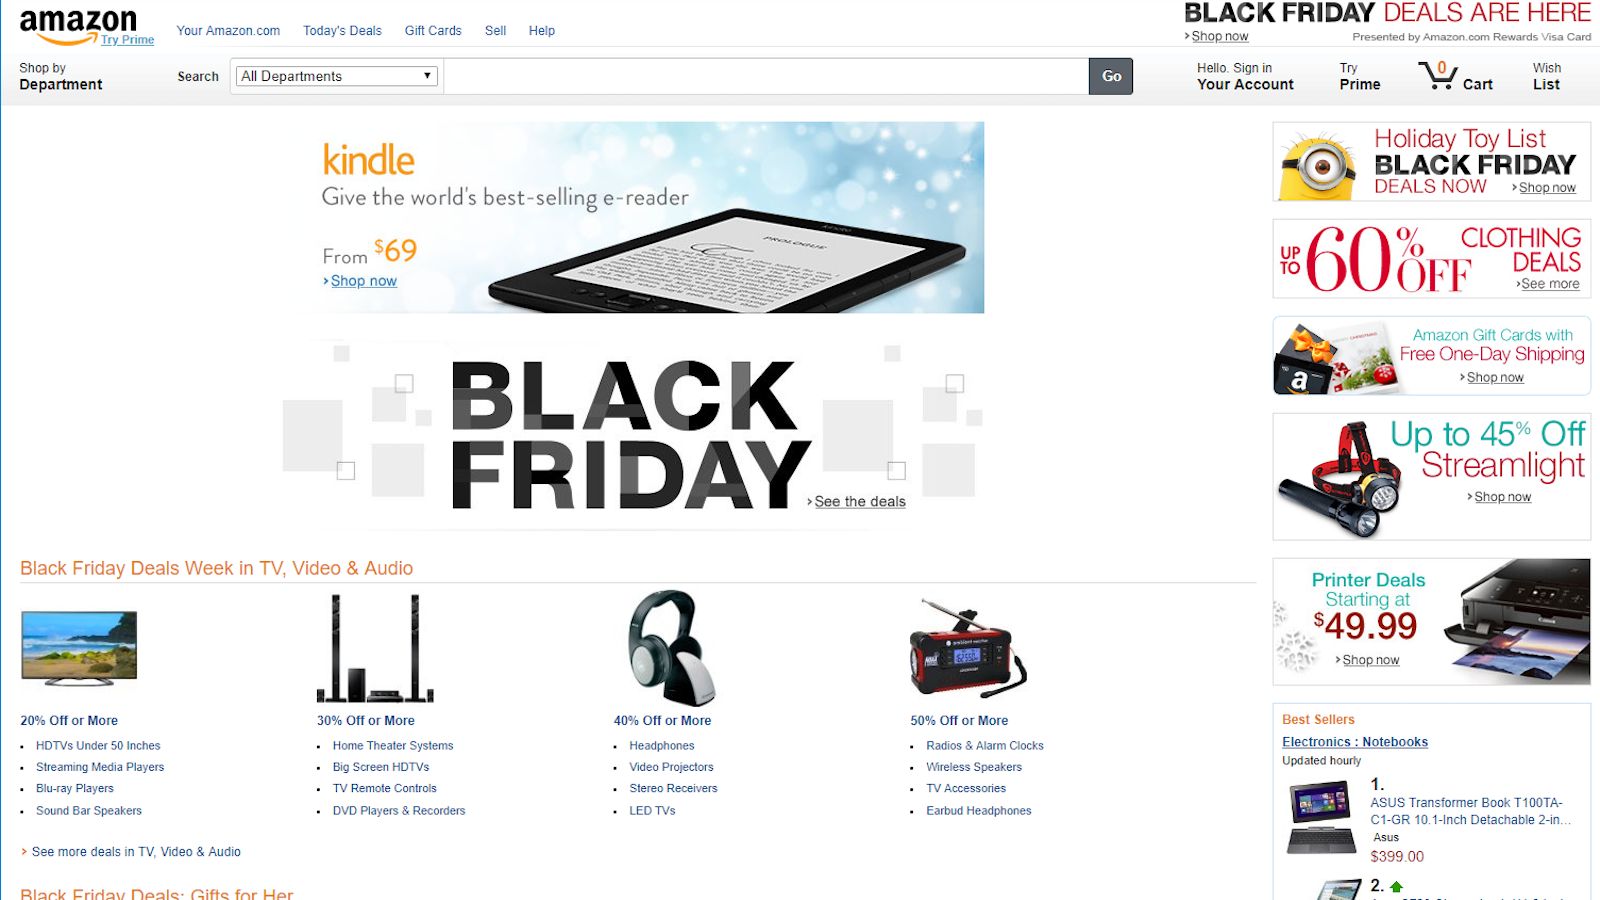 amazon
Try Prime
Your Amazon.com Today's Deals Gift Cards Sell Help
BLACK FRIDAY DEALS ARE HERE
Shop now
Presented by Amazon.com Rewards Visa Card
Shop by
Department
Search
All Departments
Go
Hello. Sign in
Your Account
Try
Prime
0
Cart
Wish
List
kindle
Give the world's best-selling e-reader
From $69
Shop now
kindle
PROLOGUE
BLACK
FRIDAY
See the deals
Black Friday Deals Week in TV, Video & Audio
20% Off or More
HDTVs Under 50 Inches
Streaming Media Players
Blu-ray Players
Sound Bar Speakers
30% Off or More
Home Theater Systems
Big Screen HDTVs
TV Remote Controls
DVD Players & Recorders
40% Off or More
Headphones
Video Projectors
Stereo Receivers
LED TVs
50% Off or More
Radios & Alarm Clocks
Wireless Speakers
TV Accessories
Earbud Headphones
See more deals in TV, Video & Audio
Black Friday Deals: Gifts for Her
Holiday Toy List
BLACK FRIDAY
DEALS NOW
Shop now
UP TO 60% OFF
CLOTHING
DEALS
See more
a
Amazon Gift Cards with
Free One-Day Shipping
Shop now
Up to 45% Off
Streamlight
Shop now
Printer Deals
Starting at
$49.99
Shop now
Canon
Best Sellers
Electronics : Notebooks
Updated hourly
1.
ASUS Transformer Book T100TA-
C1-GR 10.1-Inch Detachable 2-in...
Asus
$399.00
2.